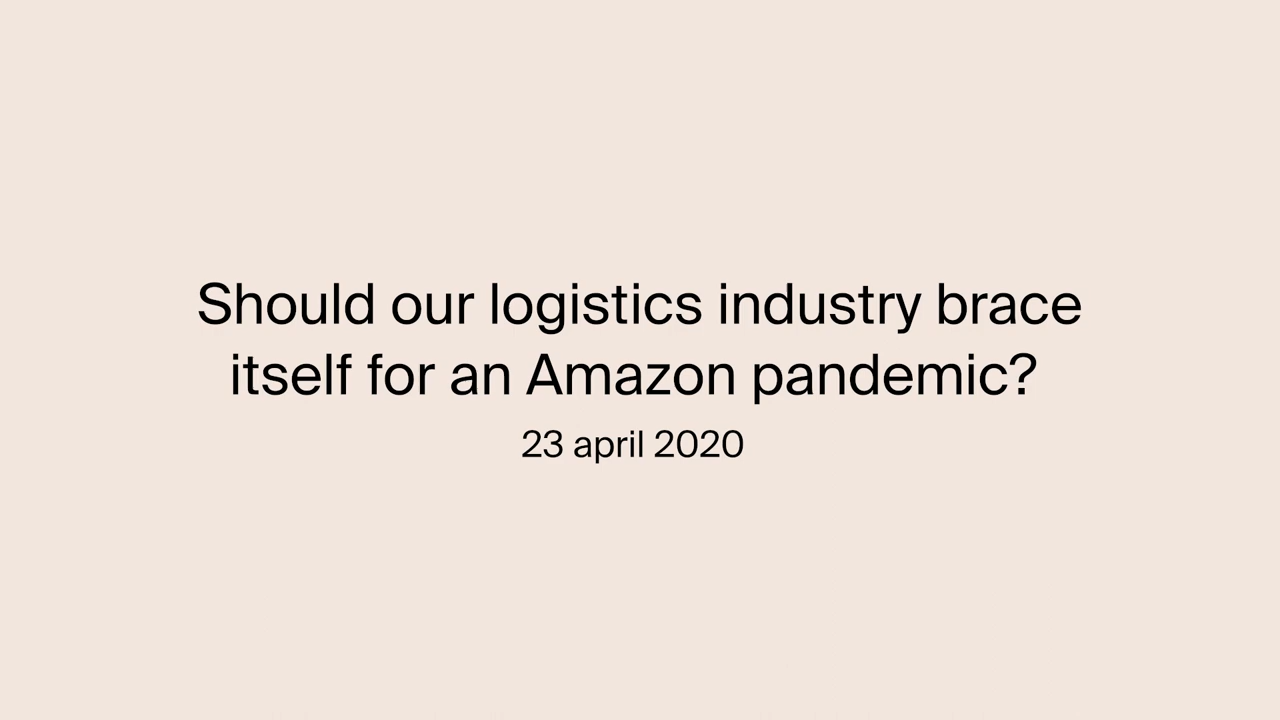 Should our logistics industry brace
itself for an Amazon pandemic?
23 april 2020